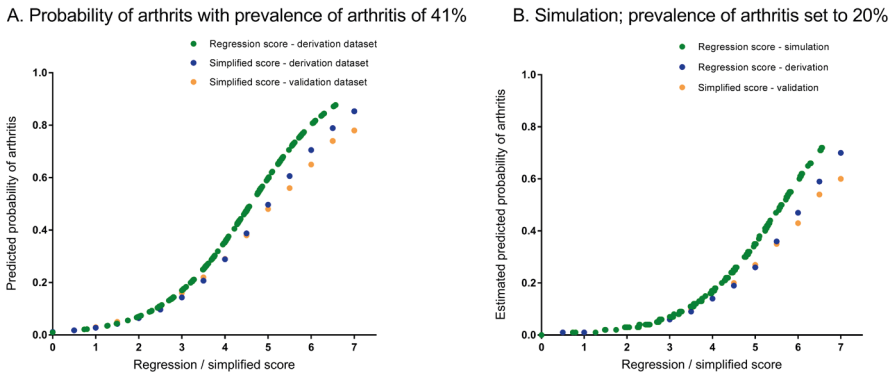 A. Probability of arthrits with prevalence of arthritis of 41%
Regression score - derivation dataset
Simplified score - derivation dataset
Simplified score - validation dataset
Predicted probability of arthritis
1.0
0.8
0.6
0.4
0.2
0.0
0 1 2 3 4 5 6 7
Regression / simplified score
B. Simulation; prevalence of arthritis set to 20%
Regression score - simulation
Regression score - derivation
Simplified score - validation
Estimated predicted probability of arthritis
1.0
0.8
0.6
0.4
0.2
0.0
0 1 2 3 4 5 6 7
Regression / simplified score